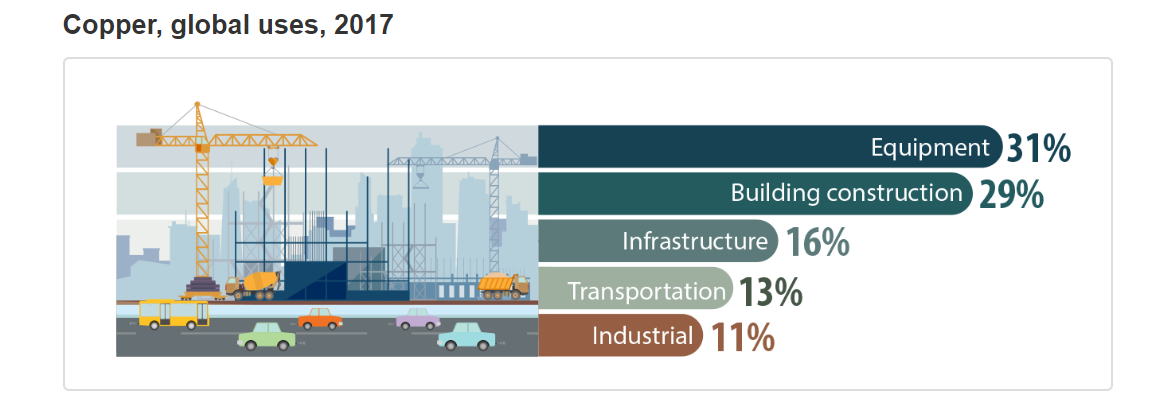 Copper, global uses, 2017
Equipment 31%
Building construction 29%
Infrastructure 16%
Transportation 13%
Industrial 11%